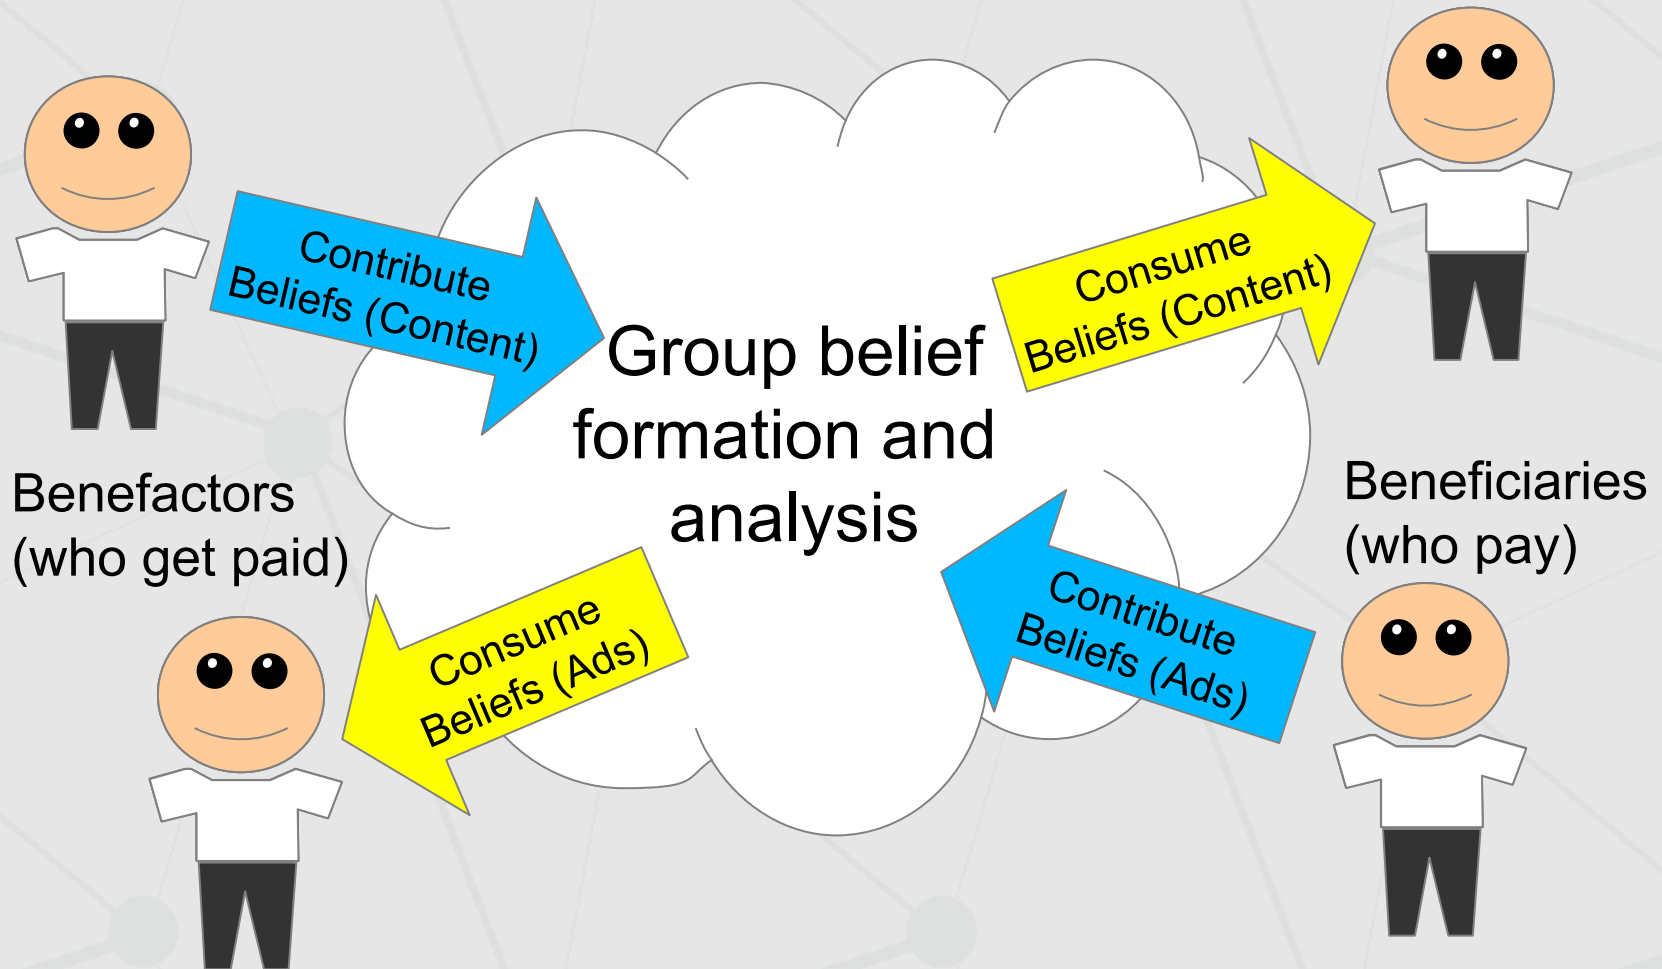 Contribute
Beliefs (Content)
Consume
Beliefs (Content)
Group belief
formation and
analysis
Benefactors
(who get paid)
Beneficiaries
(who pay)
Consume
Beliefs (Ads)
Contribute
Beliefs (Ads)